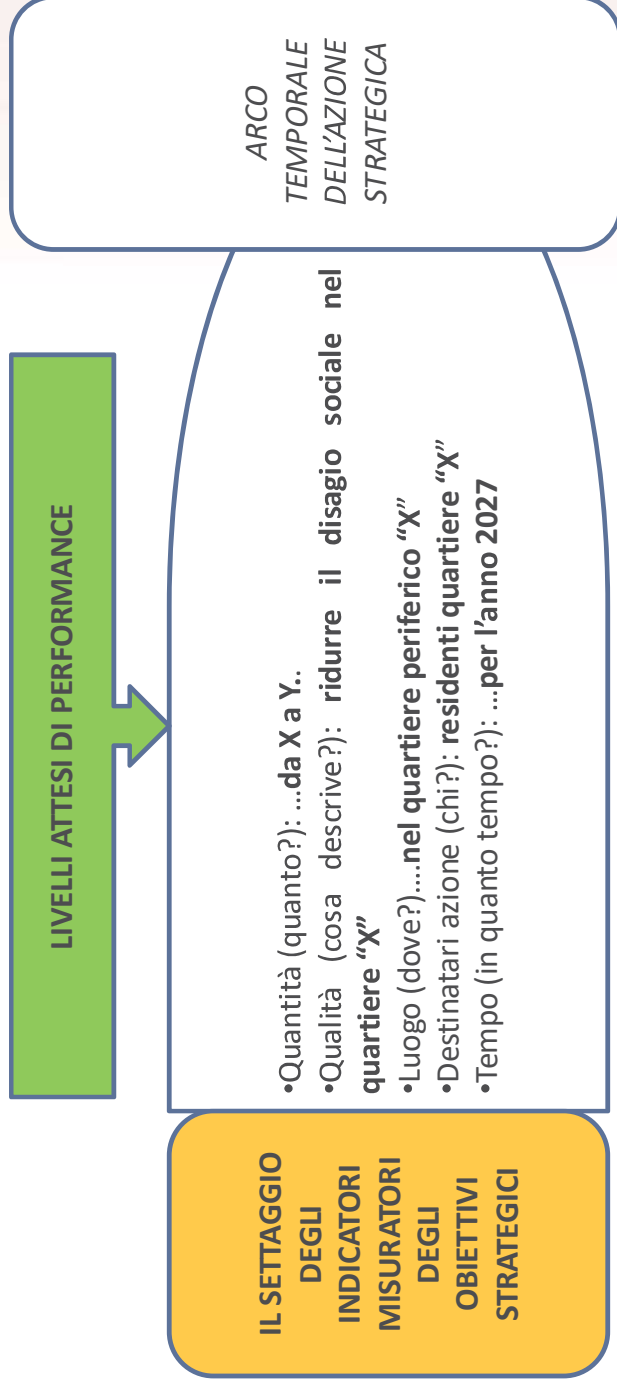 LIVELLI ATTESI DI PERFORMANCE
IL SETTAGGIO
DEGLI
INDICATORI
MISURATORI
DEGLI
OBIETTIVI
STRATEGICI
•Quantità (quanto?): ...da X a Y..
•Qualità (cosa descrive?): ridurre il disagio sociale nel
quartiere “X”
•Luogo (dove?)....nel quartiere periferico “X”
•Destinatari azione (chi?): residenti quartiere “X”
•Tempo (in quanto tempo?): ...per l’anno 2027
ARCO
TEMPORALE
DELL’AZIONE
STRATEGICA